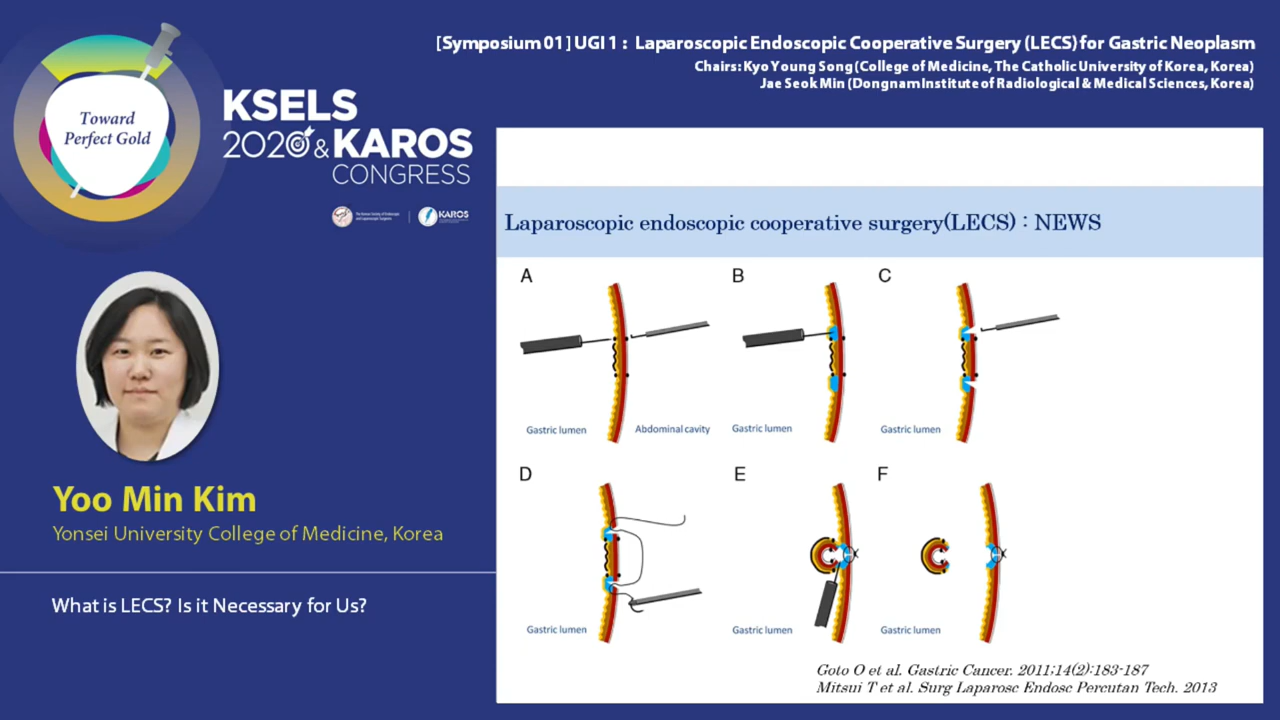 [Symposium 01] UGI 1 : Laparoscopic Endoscopic Cooperative Surgery (LECS) for Gastric Neoplasm
Chairs: Kyo Young Song (College of Medicine, The Catholic University of Korea, Korea)
Jae Seok Min (Dongnam Institute of Radiological & Medical Sciences, Korea)
Toward
Perfect Gold
KSELS
2020 & KAROS
CONGRESS
KAROS
Yoo Min Kim
Yonsei University College of Medicine, Korea
What is LECS? Is it Necessary for Us?
Laparoscopic endoscopic cooperative surgery(LECS) : NEWS
A B C
Gastric lumen Abdominal cavity Gastric lumen Gastric lumen
D E F
Gastric lumen Gastric lumen Gastric lumen
Goto O et al. Gastric Cancer. 2011;14(2):183-187
Mitsui T et al. Surg Laparosc Endosc Percutan Tech. 2013